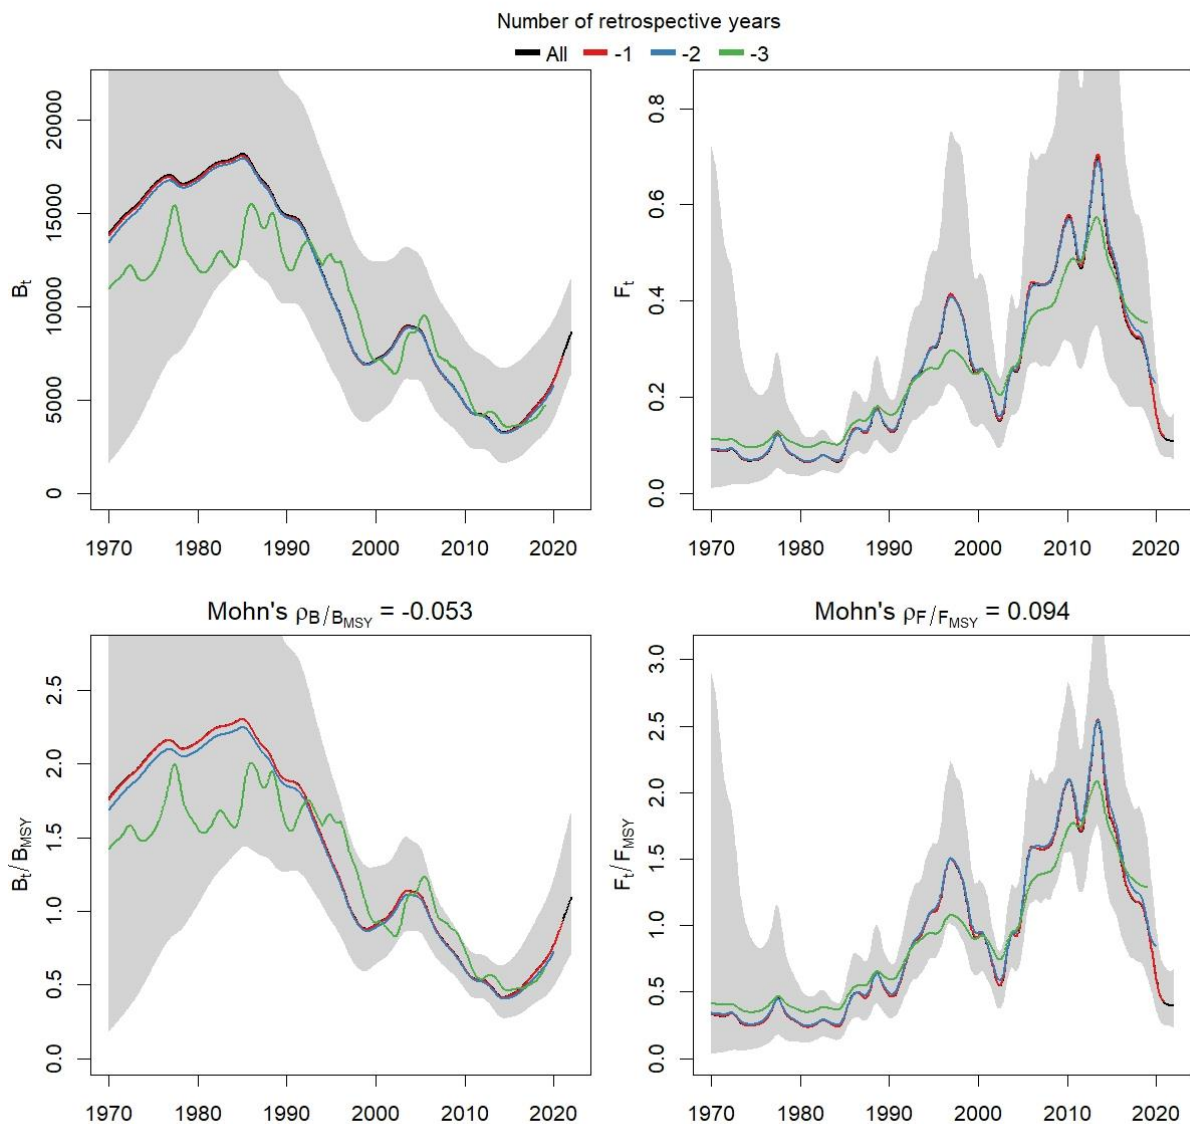 Number of retrospective years
All -1 -2 -3
Bt
0 5000 10000 15000 20000
1970 1980 1990 2000 2010 2020
Ft
0.0 0.2 0.4 0.6 0.8
1970 1980 1990 2000 2010 2020
Mohn's ρB/BMSY = -0.053
Bt/BMSY
0.0 0.5 1.0 1.5 2.0 2.5
1970 1980 1990 2000 2010 2020
Mohn's ρF/FMSY = 0.094
Ft/FMSY
0.0 0.5 1.0 1.5 2.0 2.5 3.0
1970 1980 1990 2000 2010 2020